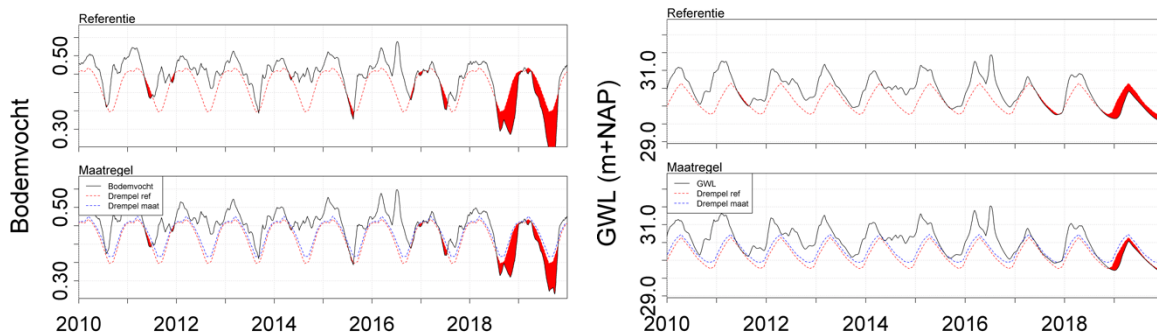 Referentie
Bodemvocht
0.50
0.30
Maatregel
Bodemvocht
Drempel ref
Drempel maat
0.50
0.30
2010 2012 2014 2016 2018
Referentie
GWL (m+NAP)
31.0
29.0
Maatregel
GWL
Drempel ref
Drempel maat
31.0
29.0
2010 2012 2014 2016 2018